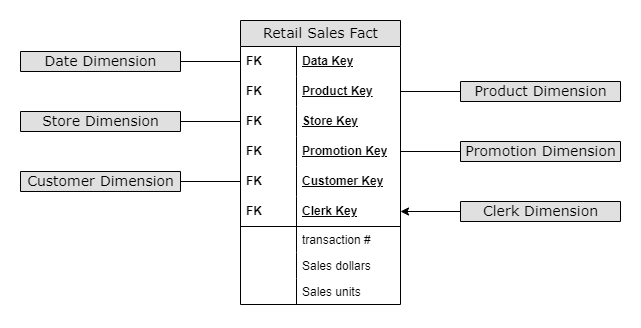 Retail Sales Fact
Date Dimension
FK Data Key
FK Product Key
Product Dimension
Store Dimension
FK Store Key
FK Promotion Key
Promotion Dimension
Customer Dimension
FK Customer Key
FK Clerk Key
Clerk Dimension
transaction #
Sales dollars
Sales units